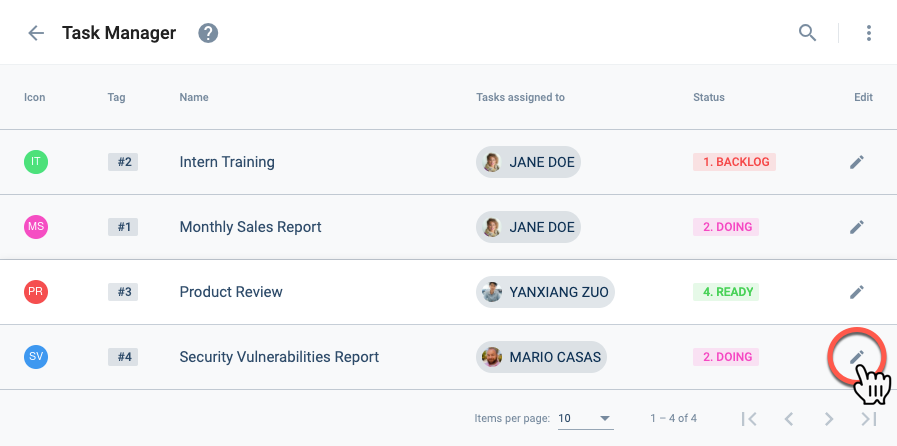 Task Manager ?
Icon Tag Name Tasks assigned to Status Edit
IT #2 Intern Training JANE DOE 1. BACKLOG
MS #1 Monthly Sales Report JANE DOE 2. DOING
PR #3 Product Review YANXIANG ZUO 4. READY
SV #4 Security Vulnerabilities Report MARIO CASAS 2. DOING
Items per page: 10 1 – 4 of 4